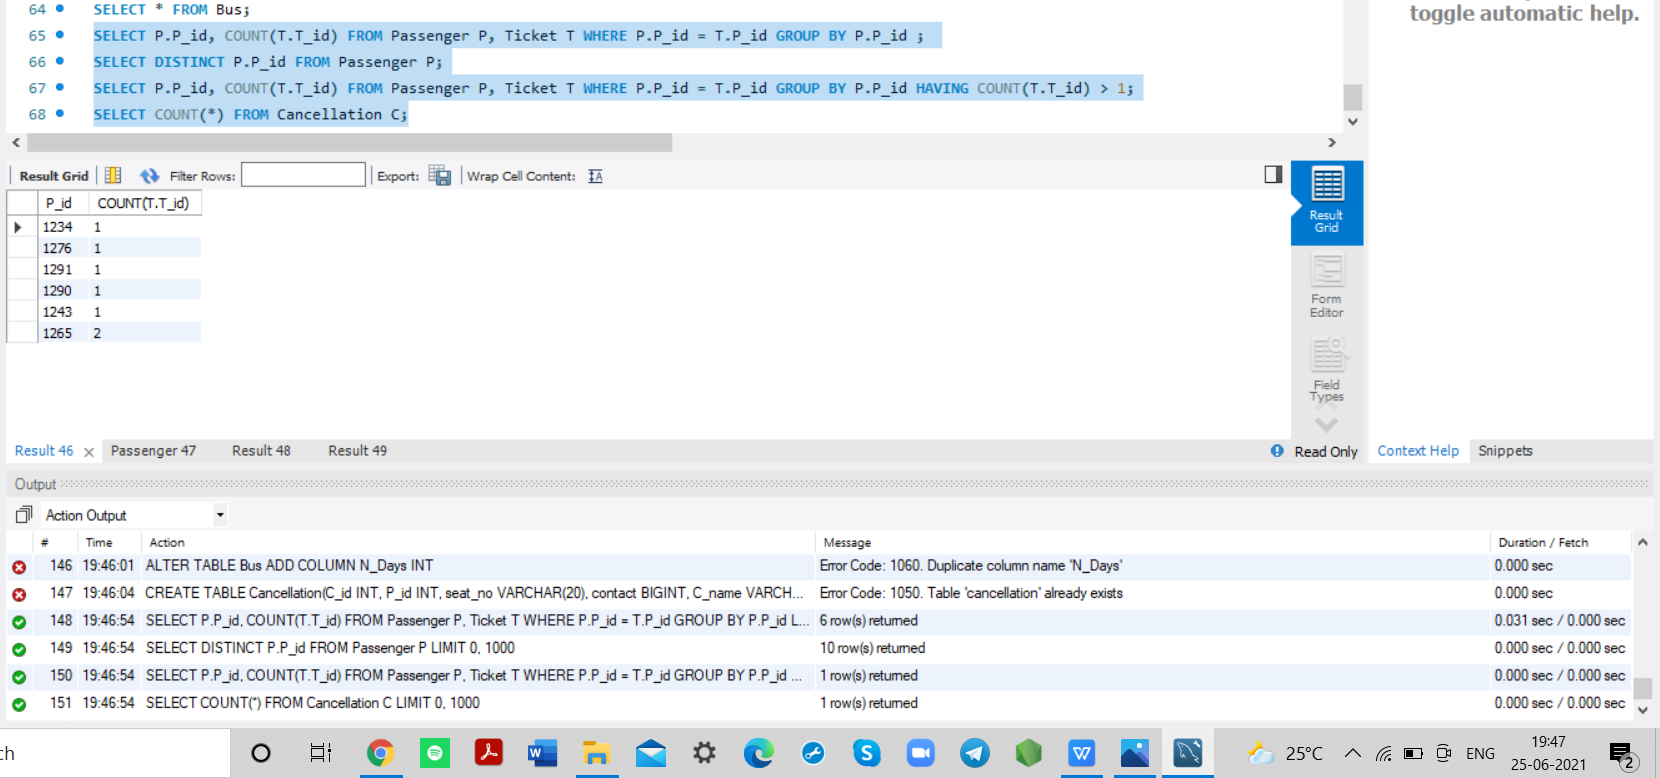 64 SELECT * FROM Bus;
toggle automatic help.
65 SELECT P.P_id, COUNT(T.T_id) FROM Passenger P, Ticket T WHERE P.P_id = T.P_id GROUP BY P.P_id ;
66 SELECT DISTINCT P.P_id FROM Passenger P;
67 SELECT P.P_id, COUNT(T.T_id) FROM Passenger P, Ticket T WHERE P.P_id = T.P_id GROUP BY P.P_id HAVING COUNT(T.T_id) > 1;
68 SELECT COUNT(*) FROM Cancellation C;
Result Grid Filter Rows: Export: Wrap Cell Content: IA
P_id COUNT(T.T_id)
1234 1
1276 1
1291 1
1290 1
1243 1
1265 2
Result
Grid
Form
Editor
Field
Types
Result 46 Passenger 47 Result 48 Result 49 Read Only Context Help Snippets
Output
Action Output
# Time Action Message Duration / Fetch
146 19:46:01 ALTER TABLE Bus ADD COLUMN N_Days INT Error Code: 1060. Duplicate column name 'N_Days' 0.000 sec
147 19:46:04 CREATE TABLE Cancellation(C_id INT, P_id INT, seat_no VARCHAR(20), contact BIGINT, C_name VARCH... Error Code: 1050. Table 'cancellation' already exists 0.000 sec
148 19:46:54 SELECT P.P_id, COUNT(T.T_id) FROM Passenger P, Ticket T WHERE P.P_id = T.P_id GROUP BY P.P_id L... 6 row(s) returned 0.031 sec / 0.000 sec
149 19:46:54 SELECT DISTINCT P.P_id FROM Passenger P LIMIT 0, 1000 10 row(s) returned 0.000 sec / 0.000 sec
150 19:46:54 SELECT P.P_id, COUNT(T.T_id) FROM Passenger P, Ticket T WHERE P.P_id = T.P_id GROUP BY P.P_id ... 1 row(s) returned 0.000 sec / 0.000 sec
151 19:46:54 SELECT COUNT(*) FROM Cancellation C LIMIT 0, 1000 1 row(s) returned 0.000 sec / 0.000 sec
ch 25°C ENG 19:47
25-06-2021 2